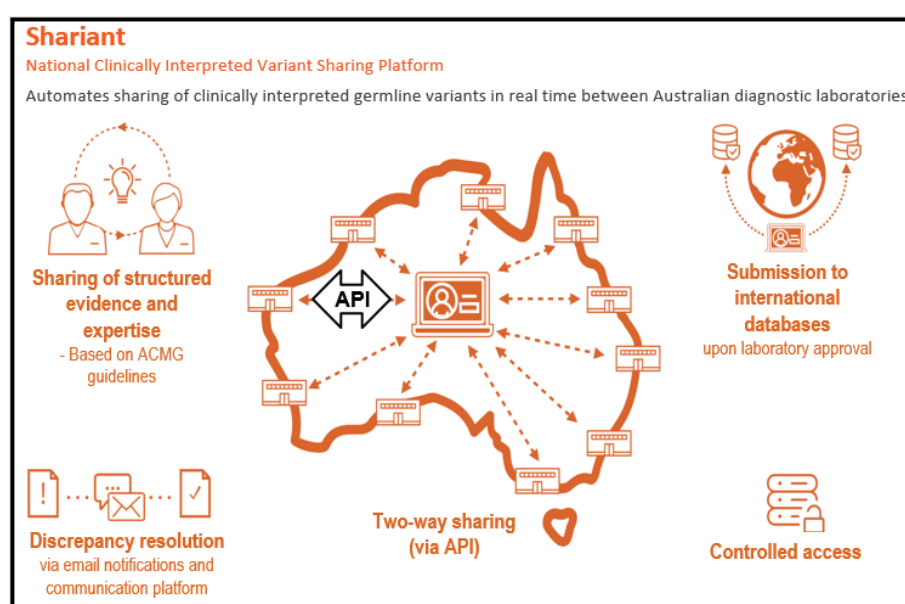 Shariant
National Clinically Interpreted Variant Sharing Platform
Automates sharing of clinically interpreted germline variants in real time between Australian diagnostic laboratories
Sharing of structured
evidence and
expertise
- Based on ACMG
guidelines
API
Submission to
international
databases
upon laboratory approval
Discrepancy resolution
via email notifications and
communication platform
Two-way sharing
(via API)
Controlled access